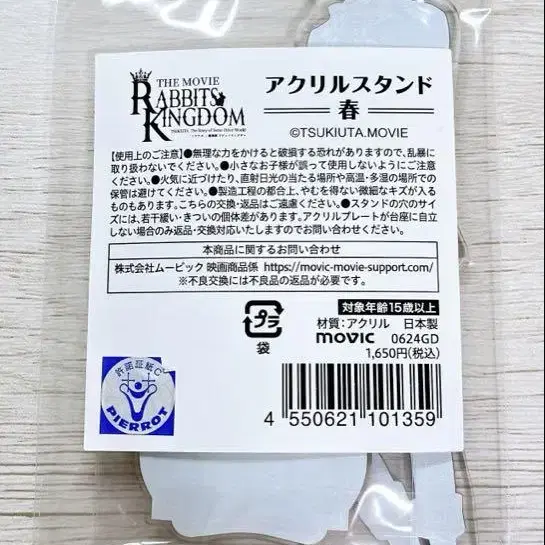 THE MOVIE
RABBITS
KINGDOM
TSUKIUTA. The Story of Some Other World
アクリルスタンド
春
©TSUKIUTA.MOVIE
【使用上のご注意】●無理な力をかけると破損する恐れがありますので、乱暴に
取り扱わないでください。●小さなお子様が誤って使用しないようにご注意
ください。●火気に近づけたり、直射日光の当たる場所や高温・多湿の場所での
保管は避けてください。●製造工程の都合上、やむを得ない微細なキズが入る
ものもあります。こちらの交換・返品はご遠慮ください。●スタンドの穴のサイ
ズには、若干緩い・きついの個体差があります。アクリルプレートが台座に自立
しない場合のみ返品・交換対応いたしますのでお問い合わせください。
本商品に関するお問い合わせ
株式会社ムービック 映画商品係 https://movic-movie-support.com/
※不良交換には不良品の返品が必要です。
プラ
袋
対象年齢15歳以上
材質：アクリル 日本製
movic 0624GD
1,650円(税込)
4 550621 101359
許諾証紙C
PIERROT